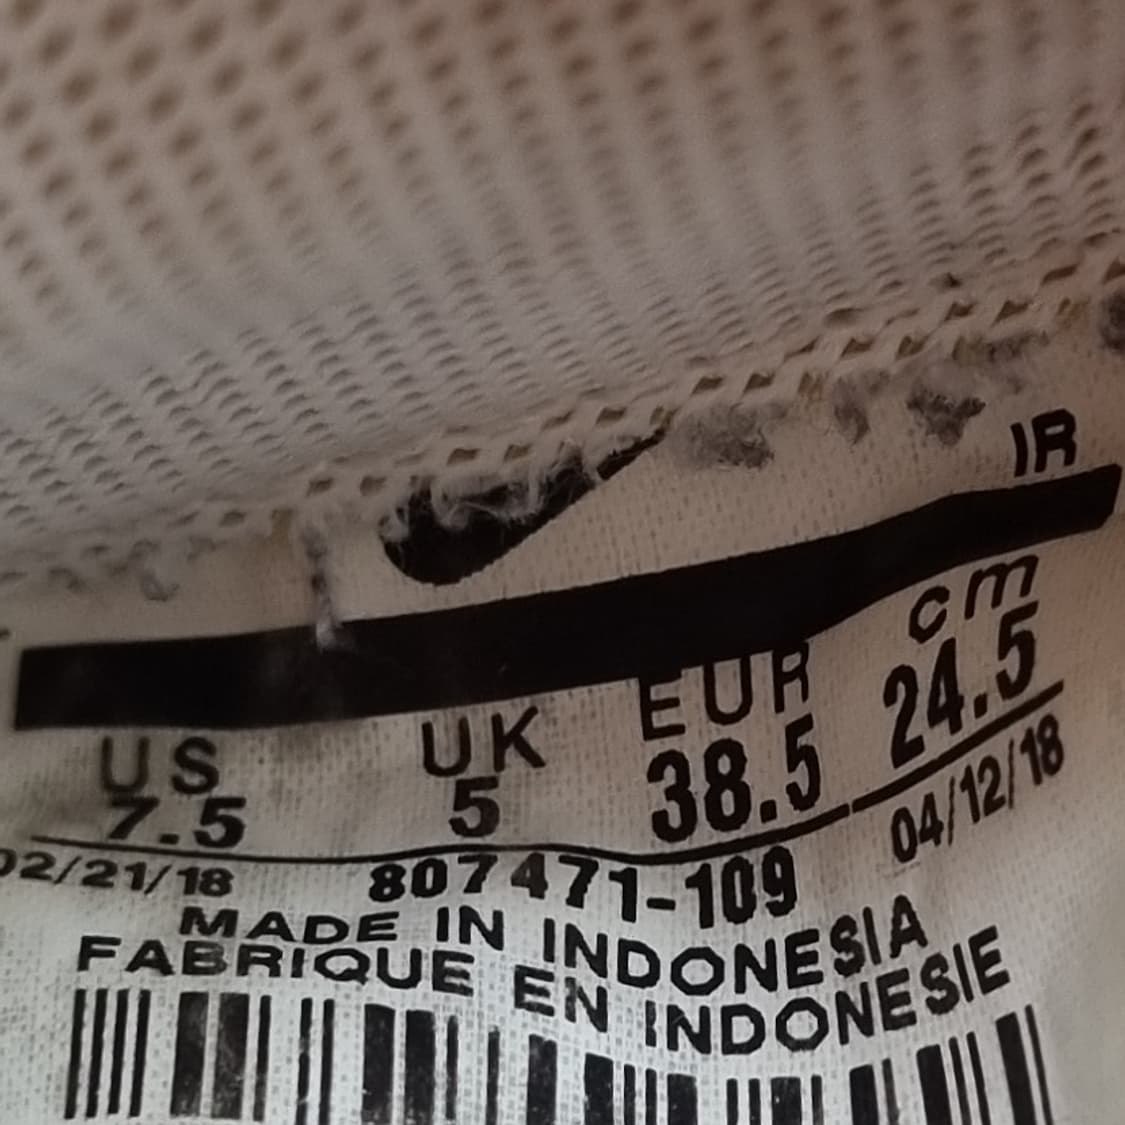 IR
US UK EUR cm
7.5 5 38.5 24.5
02/21/18 807471-109 04/12/18
MADE IN INDONESIA
FABRIQUE EN INDONESIE